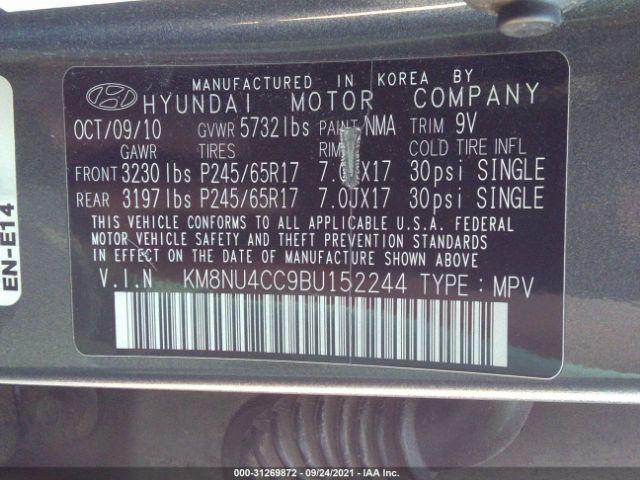 MANUFACTURED IN KOREA BY
HYUNDAI MOTOR COMPANY
OCT/09/10 GVWR 5732lbs PAINT NMA TRIM 9V
GAWR TIRES RIM COLD TIRE INFL
FRONT 3230 lbs P245/65R17 7.0JX17 30psi SINGLE
REAR 3197 lbs P245/65R17 7.0JX17 30psi SINGLE
THIS VEHICLE CONFORMS TO ALL APPLICABLE U.S.A. FEDERAL
MOTOR VEHICLE SAFETY AND THEFT PREVENTION STANDARDS IN
EFFECT ON THE DATE OF MANUFACTURE SHOWN ABOVE
V.I.N KM8NU4CC9BU152244 TYPE : MPV
EN-E14
000-31269872 - 09/24/2021 - IAA Inc.